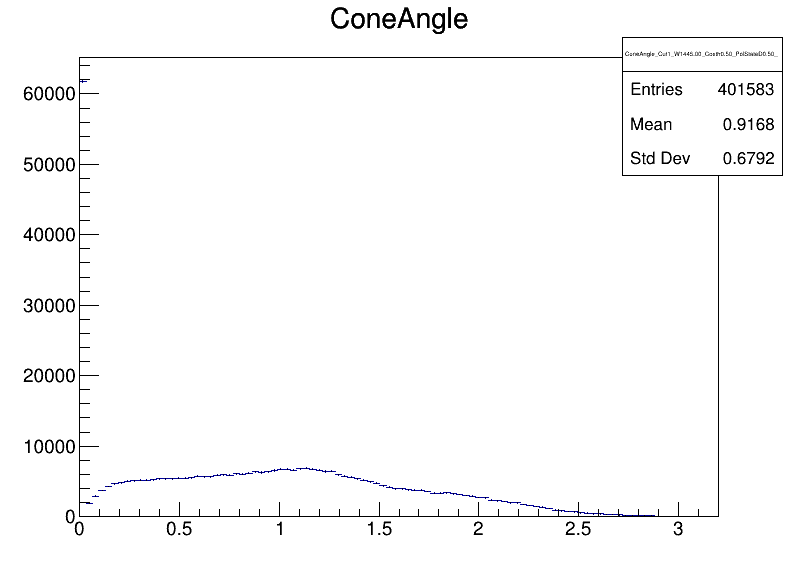 ConeAngle
ConeAngle_Cut1_W1445.00_Costh0.50_PolStateD0.50_
Entries 401583
Mean 0.9168
Std Dev 0.6792
60000
50000
40000
30000
20000
10000
0
0 0.5 1 1.5 2 2.5 3